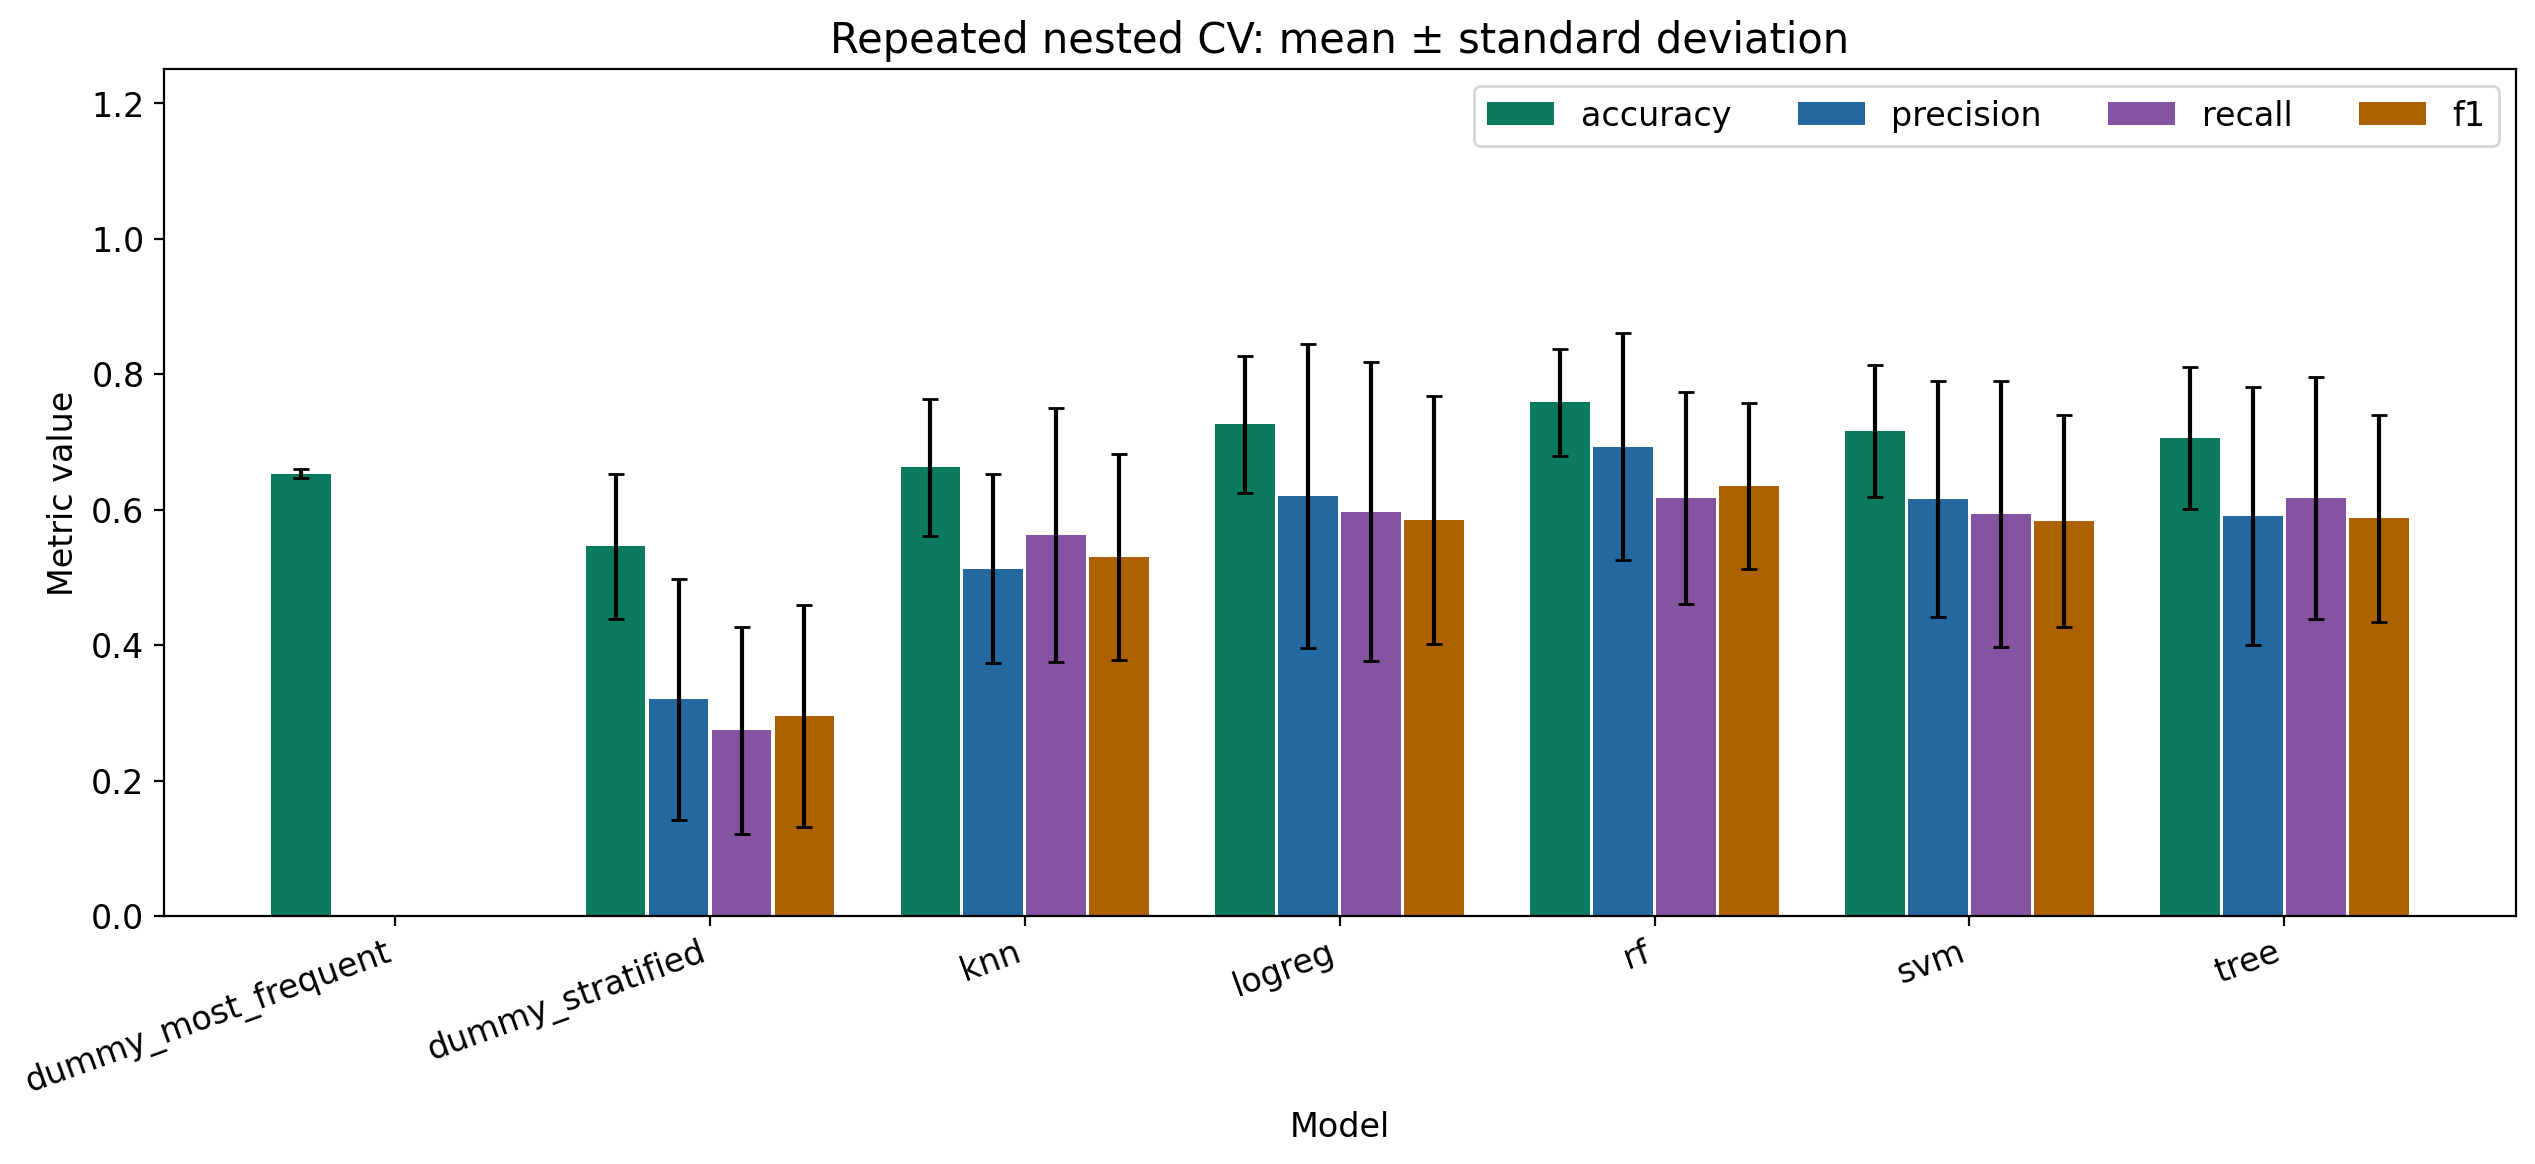 Repeated nested CV: mean ± standard deviation
accuracy precision recall f1
Metric value
1.2
1.0
0.8
0.6
0.4
0.2
0.0
dummy_most_frequent
dummy_stratified
knn
logreg
rf
svm
tree
Model